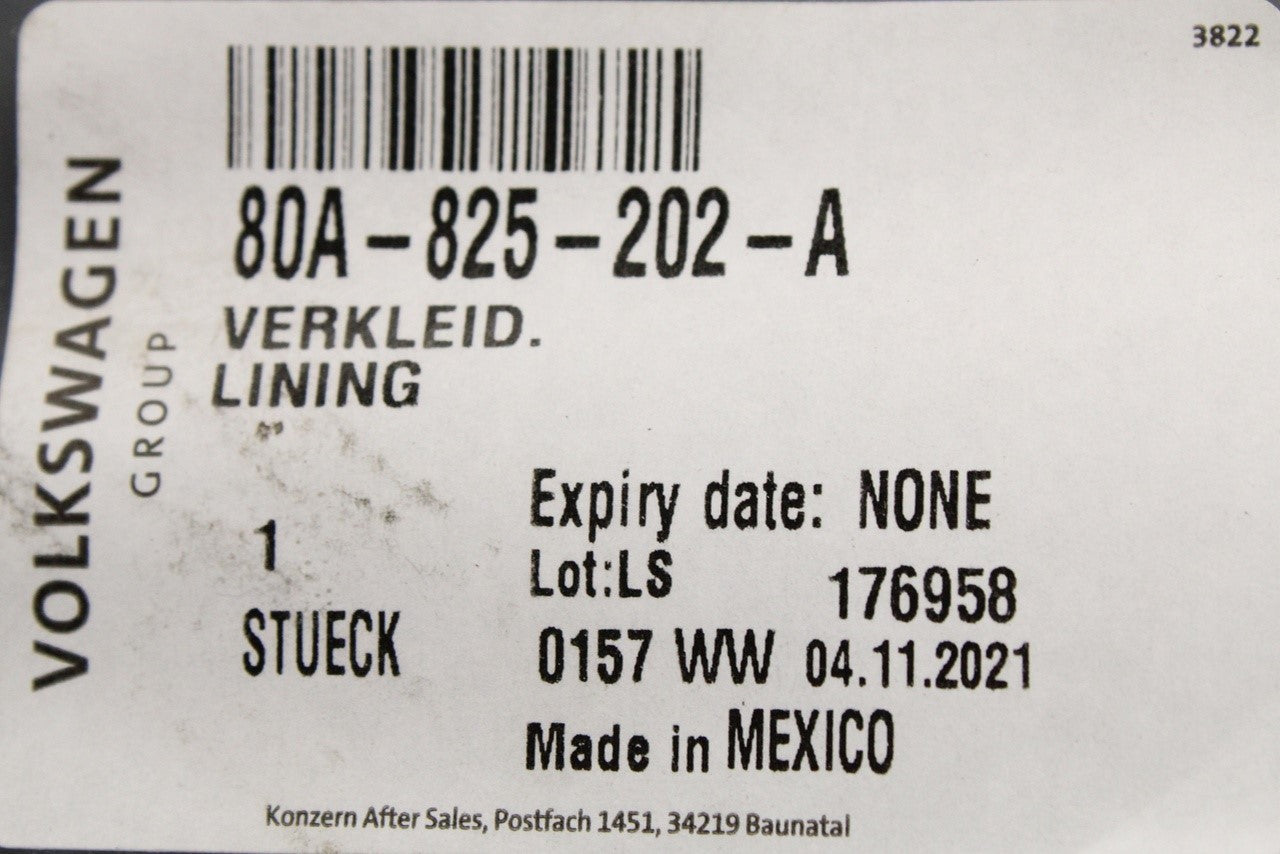 3822
VOLKSWAGEN
GROUP
80A-825-202-A
VERKLEID.
LINING
1
STUECK
Expiry date: NONE
Lot:LS 176958
0157 WW 04.11.2021
Made in MEXICO
Konzern After Sales, Postfach 1451, 34219 Baunatal